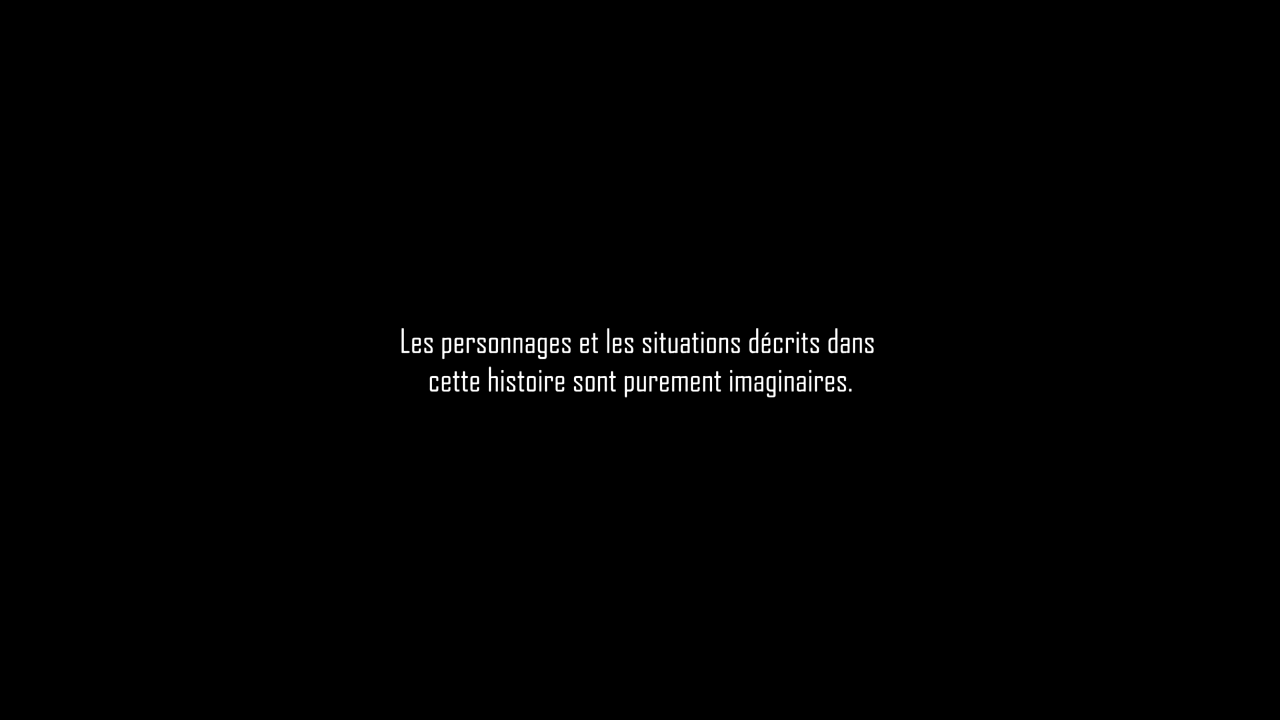 Les personnages et les situations décrits dans
cette histoire sont purement imaginaires.